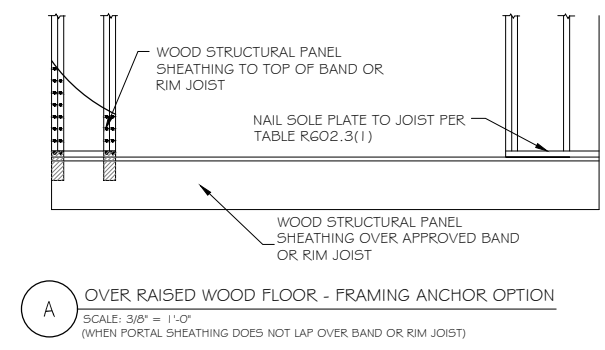 WOOD STRUCTURAL PANEL
SHEATHING TO TOP OF BAND OR
RIM JOIST
NAIL SOLE PLATE TO JOIST PER
TABLE R602.3(1)
WOOD STRUCTURAL PANEL
SHEATHING OVER APPROVED BAND
OR RIM JOIST
A
OVER RAISED WOOD FLOOR - FRAMING ANCHOR OPTION
SCALE: 3/8" = 1'-0"
(WHEN PORTAL SHEATHING DOES NOT LAP OVER BAND OR RIM JOIST)